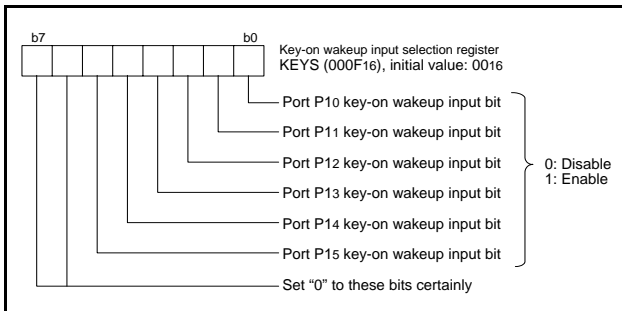 b7 b0
Key-on wakeup input selection register
KEYS (000F16), initial value: 0016
Port P10 key-on wakeup input bit
Port P11 key-on wakeup input bit
Port P12 key-on wakeup input bit
Port P13 key-on wakeup input bit
Port P14 key-on wakeup input bit
Port P15 key-on wakeup input bit
0: Disable
1: Enable
Set “0” to these bits certainly